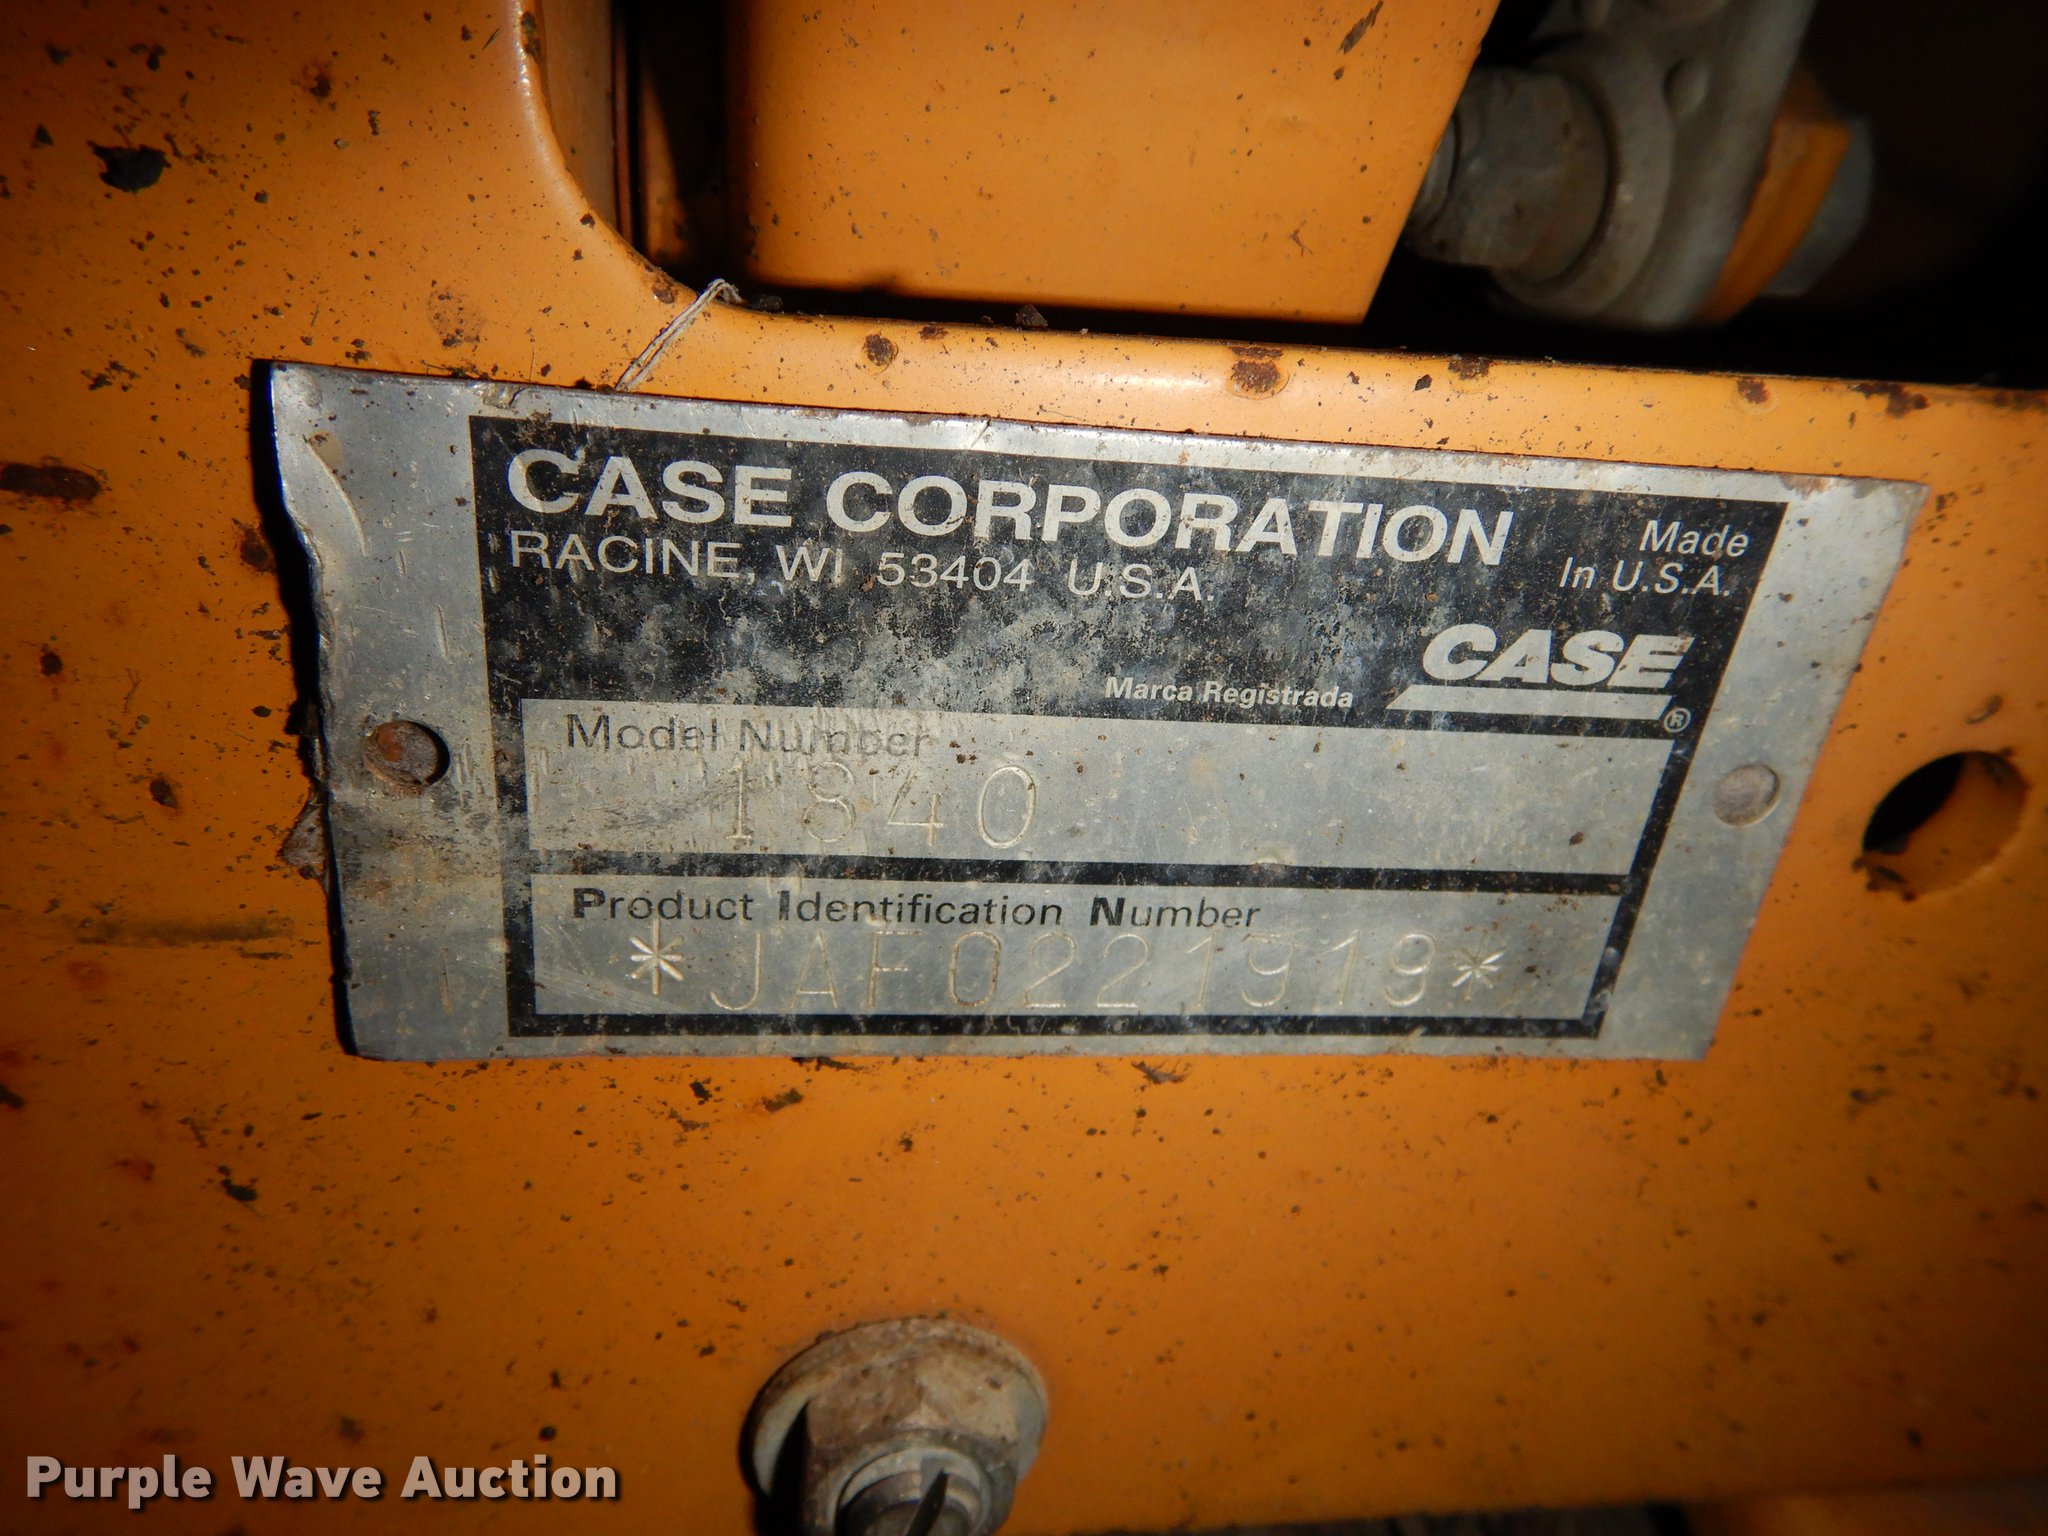 CASE CORPORATION
RACINE, WI 53404 U.S.A.
Made
In U.S.A.
CASE
Marca Registrada
®
Model Number
1840
Product Identification Number
*JAF0221919*
Purple Wave Auction